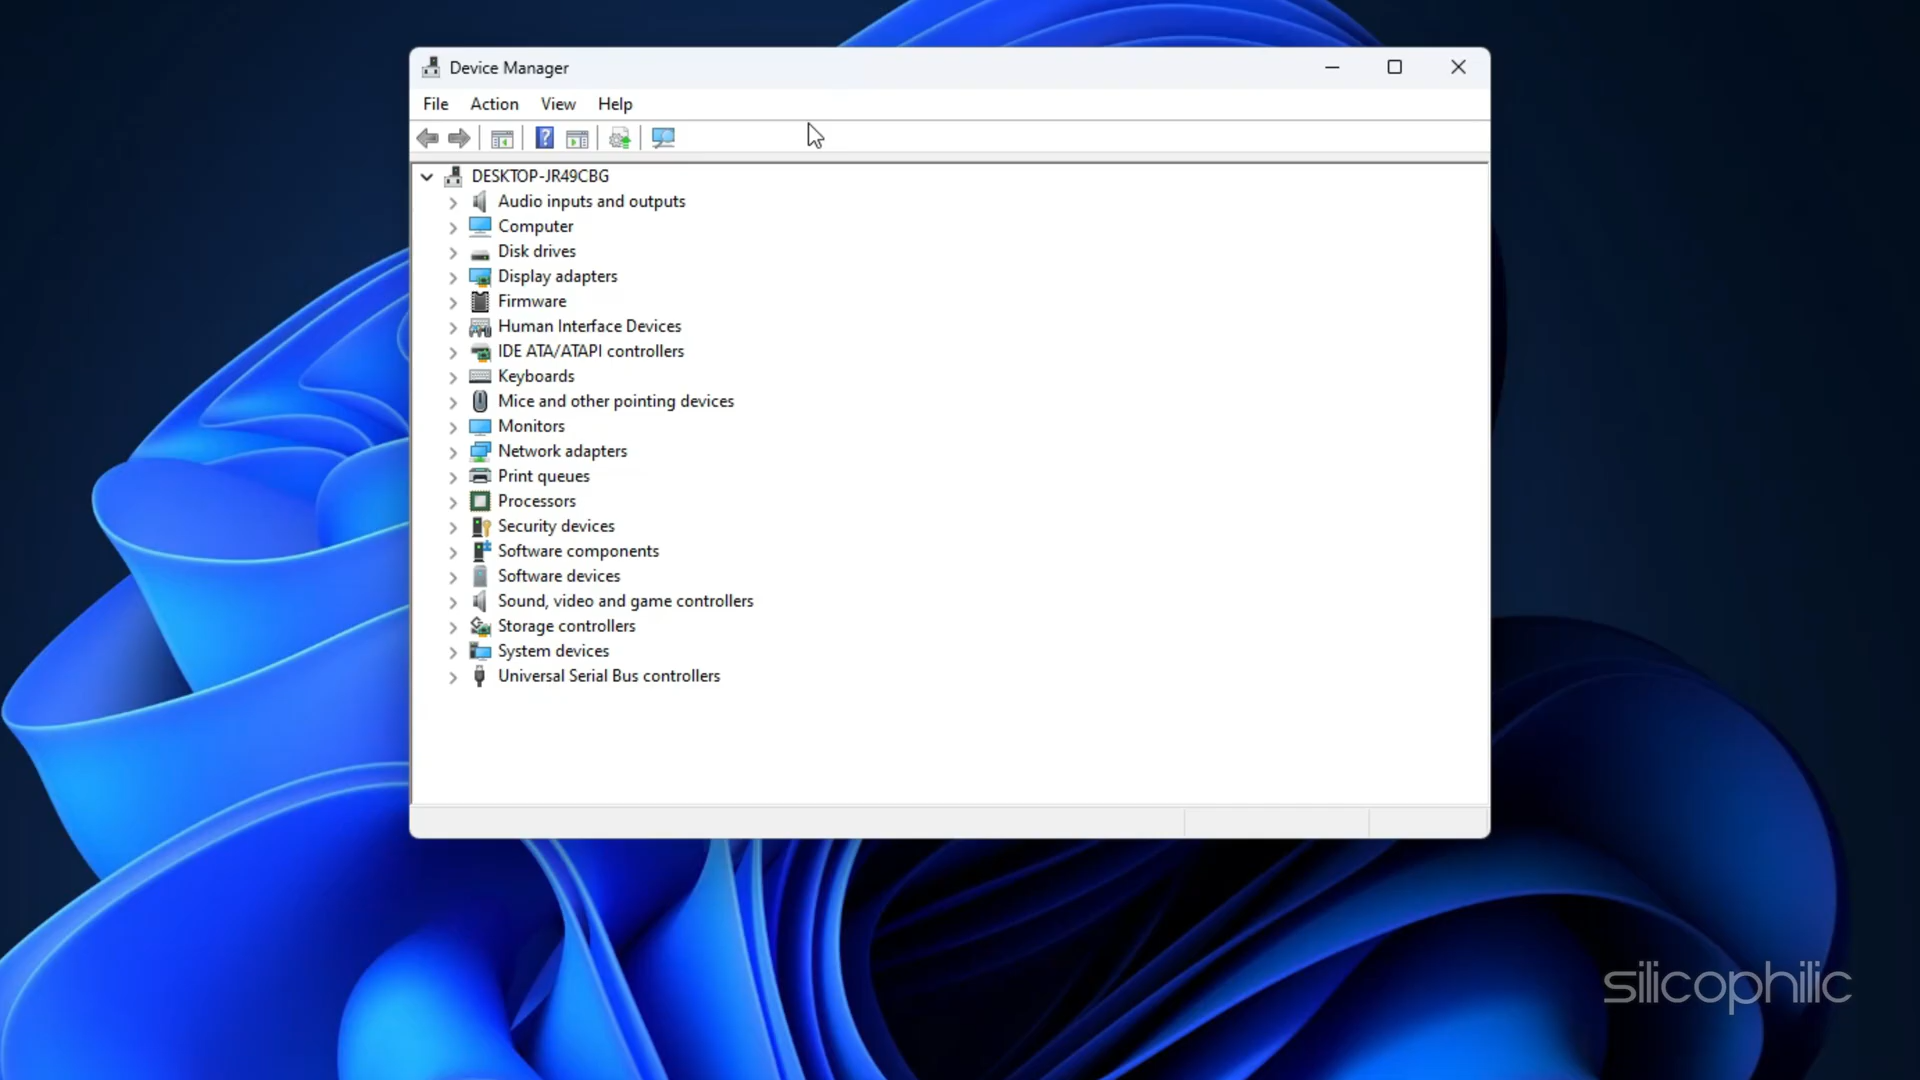 Device Manager
File Action View Help
DESKTOP-JR49CBG
Audio inputs and outputs
Computer
Disk drives
Display adapters
Firmware
Human Interface Devices
IDE ATA/ATAPI controllers
Keyboards
Mice and other pointing devices
Monitors
Network adapters
Print queues
Processors
Security devices
Software components
Software devices
Sound, video and game controllers
Storage controllers
System devices
Universal Serial Bus controllers
silicophilic